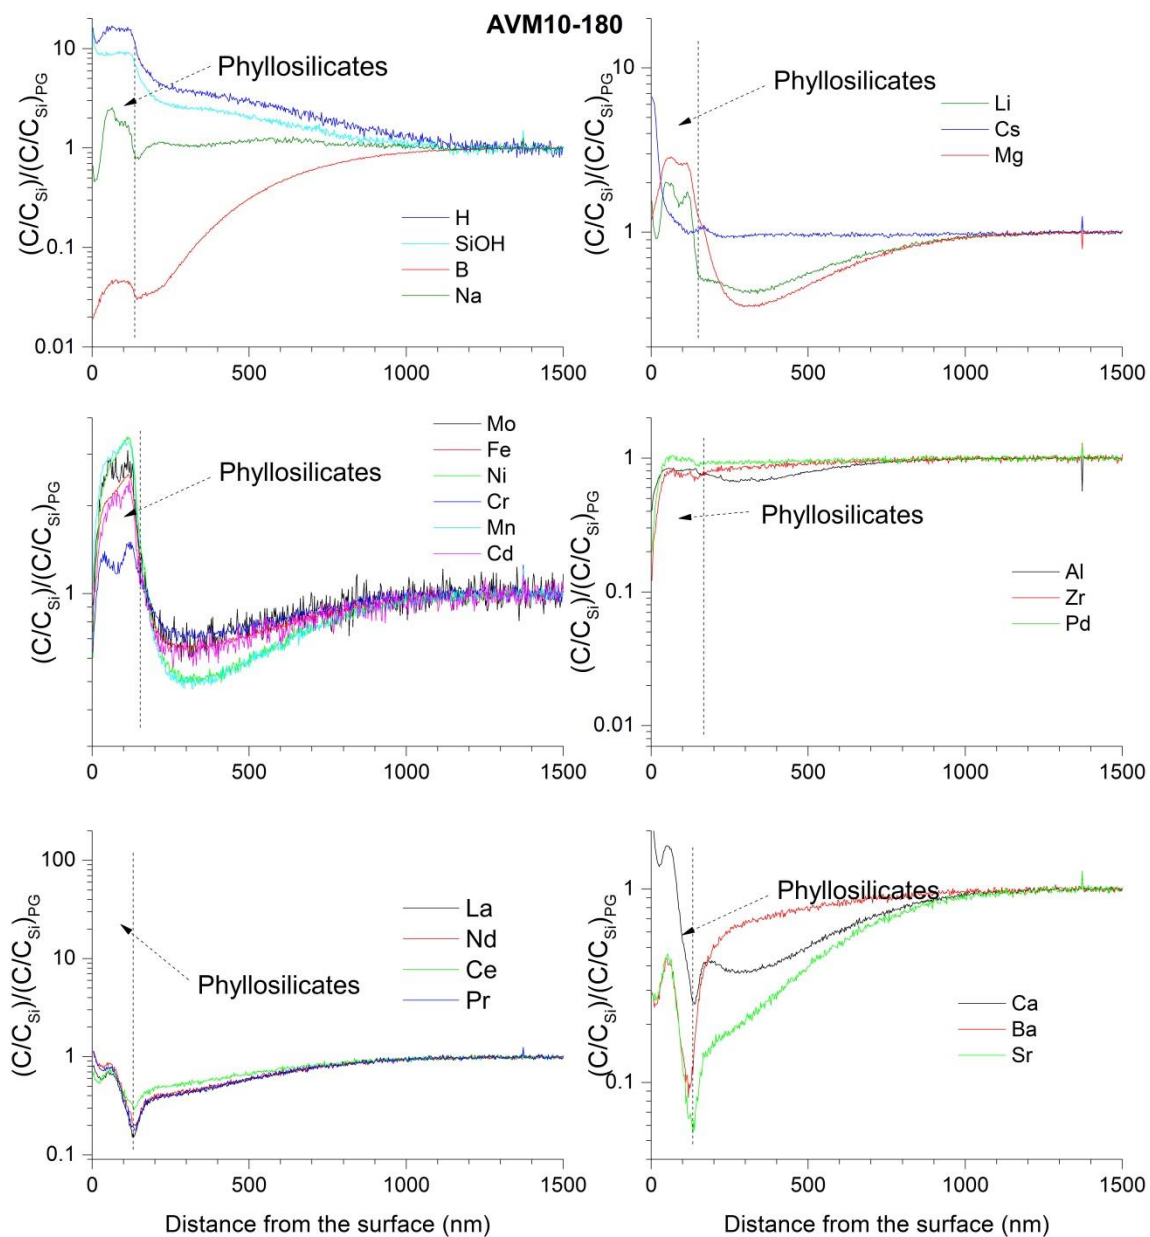 AVM10-180
(C/C_Si)/(C/C_Si)_PG
10
1
0.1
0.01
Phyllosilicates
H
SiOH
B
Na
0
500
1000
1500
(C/C_Si)/(C/C_Si)_PG
10
1
Phyllosilicates
Li
Cs
Mg
0
500
1000
1500
(C/C_Si)/(C/C_Si)_PG
1
Phyllosilicates
Mo
Fe
Ni
Cr
Mn
Cd
0
500
1000
1500
(C/C_Si)/(C/C_Si)_PG
1
0.1
0.01
Phyllosilicates
Al
Zr
Pd
0
500
1000
1500
(C/C_Si)/(C/C_Si)_PG
100
10
1
0.1
Phyllosilicates
La
Nd
Ce
Pr
0
500
1000
1500
Distance from the surface (nm)
(C/C_Si)/(C/C_Si)_PG
1
0.1
Phyllosilicates
Ca
Ba
Sr
0
500
1000
1500
Distance from the surface (nm)